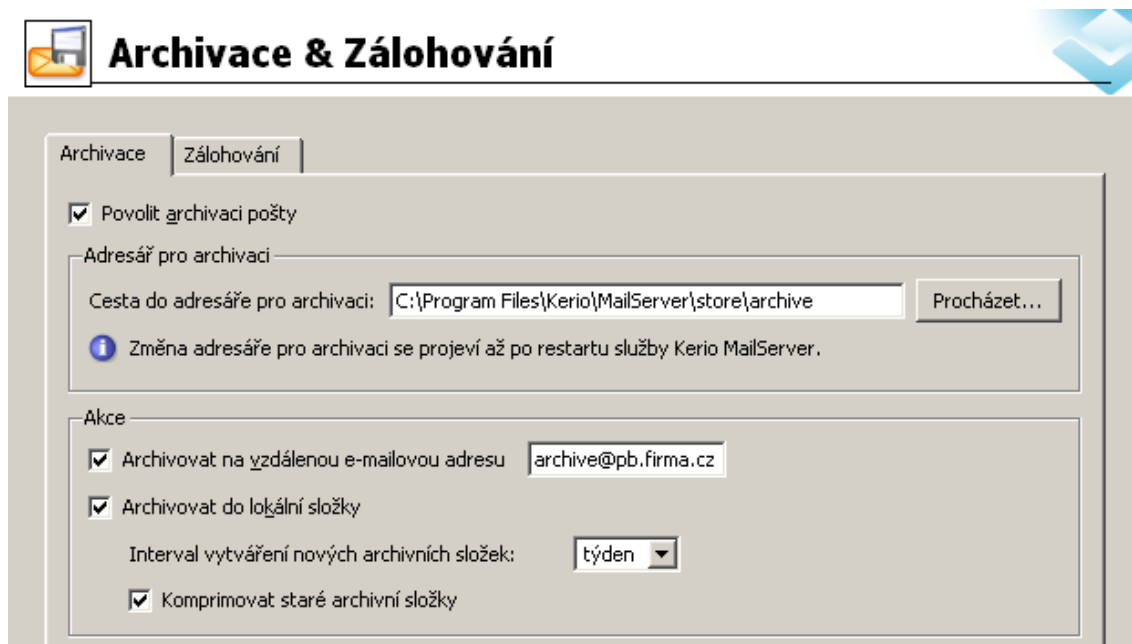 Archivace & Zálohování
Archivace Zálohování
Povolit archivaci pošty
Adresář pro archivaci
Cesta do adresáře pro archivaci: C:\Program Files\Kerio\MailServer\store\archive Procházet...
Změna adresáře pro archivaci se projeví až po restartu služby Kerio MailServer.
Akce
Archivovat na vzdálenou e-mailovou adresu archive@pb.firma.cz
Archivovat do lokální složky
Interval vytváření nových archivních složek: týden
Komprimovat staré archivní složky